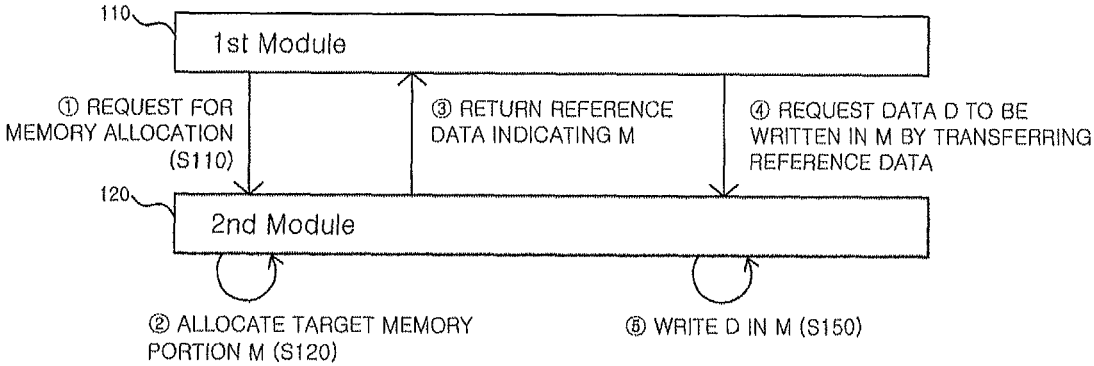 110
1st Module
① REQUEST FOR
MEMORY ALLOCATION
(S110)
③ RETURN REFERENCE
DATA INDICATING M
④ REQUEST DATA D TO BE
WRITTEN IN M BY TRANSFERRING
REFERENCE DATA
120
2nd Module
② ALLOCATE TARGET MEMORY
PORTION M (S120)
⑤ WRITE D IN M (S150)